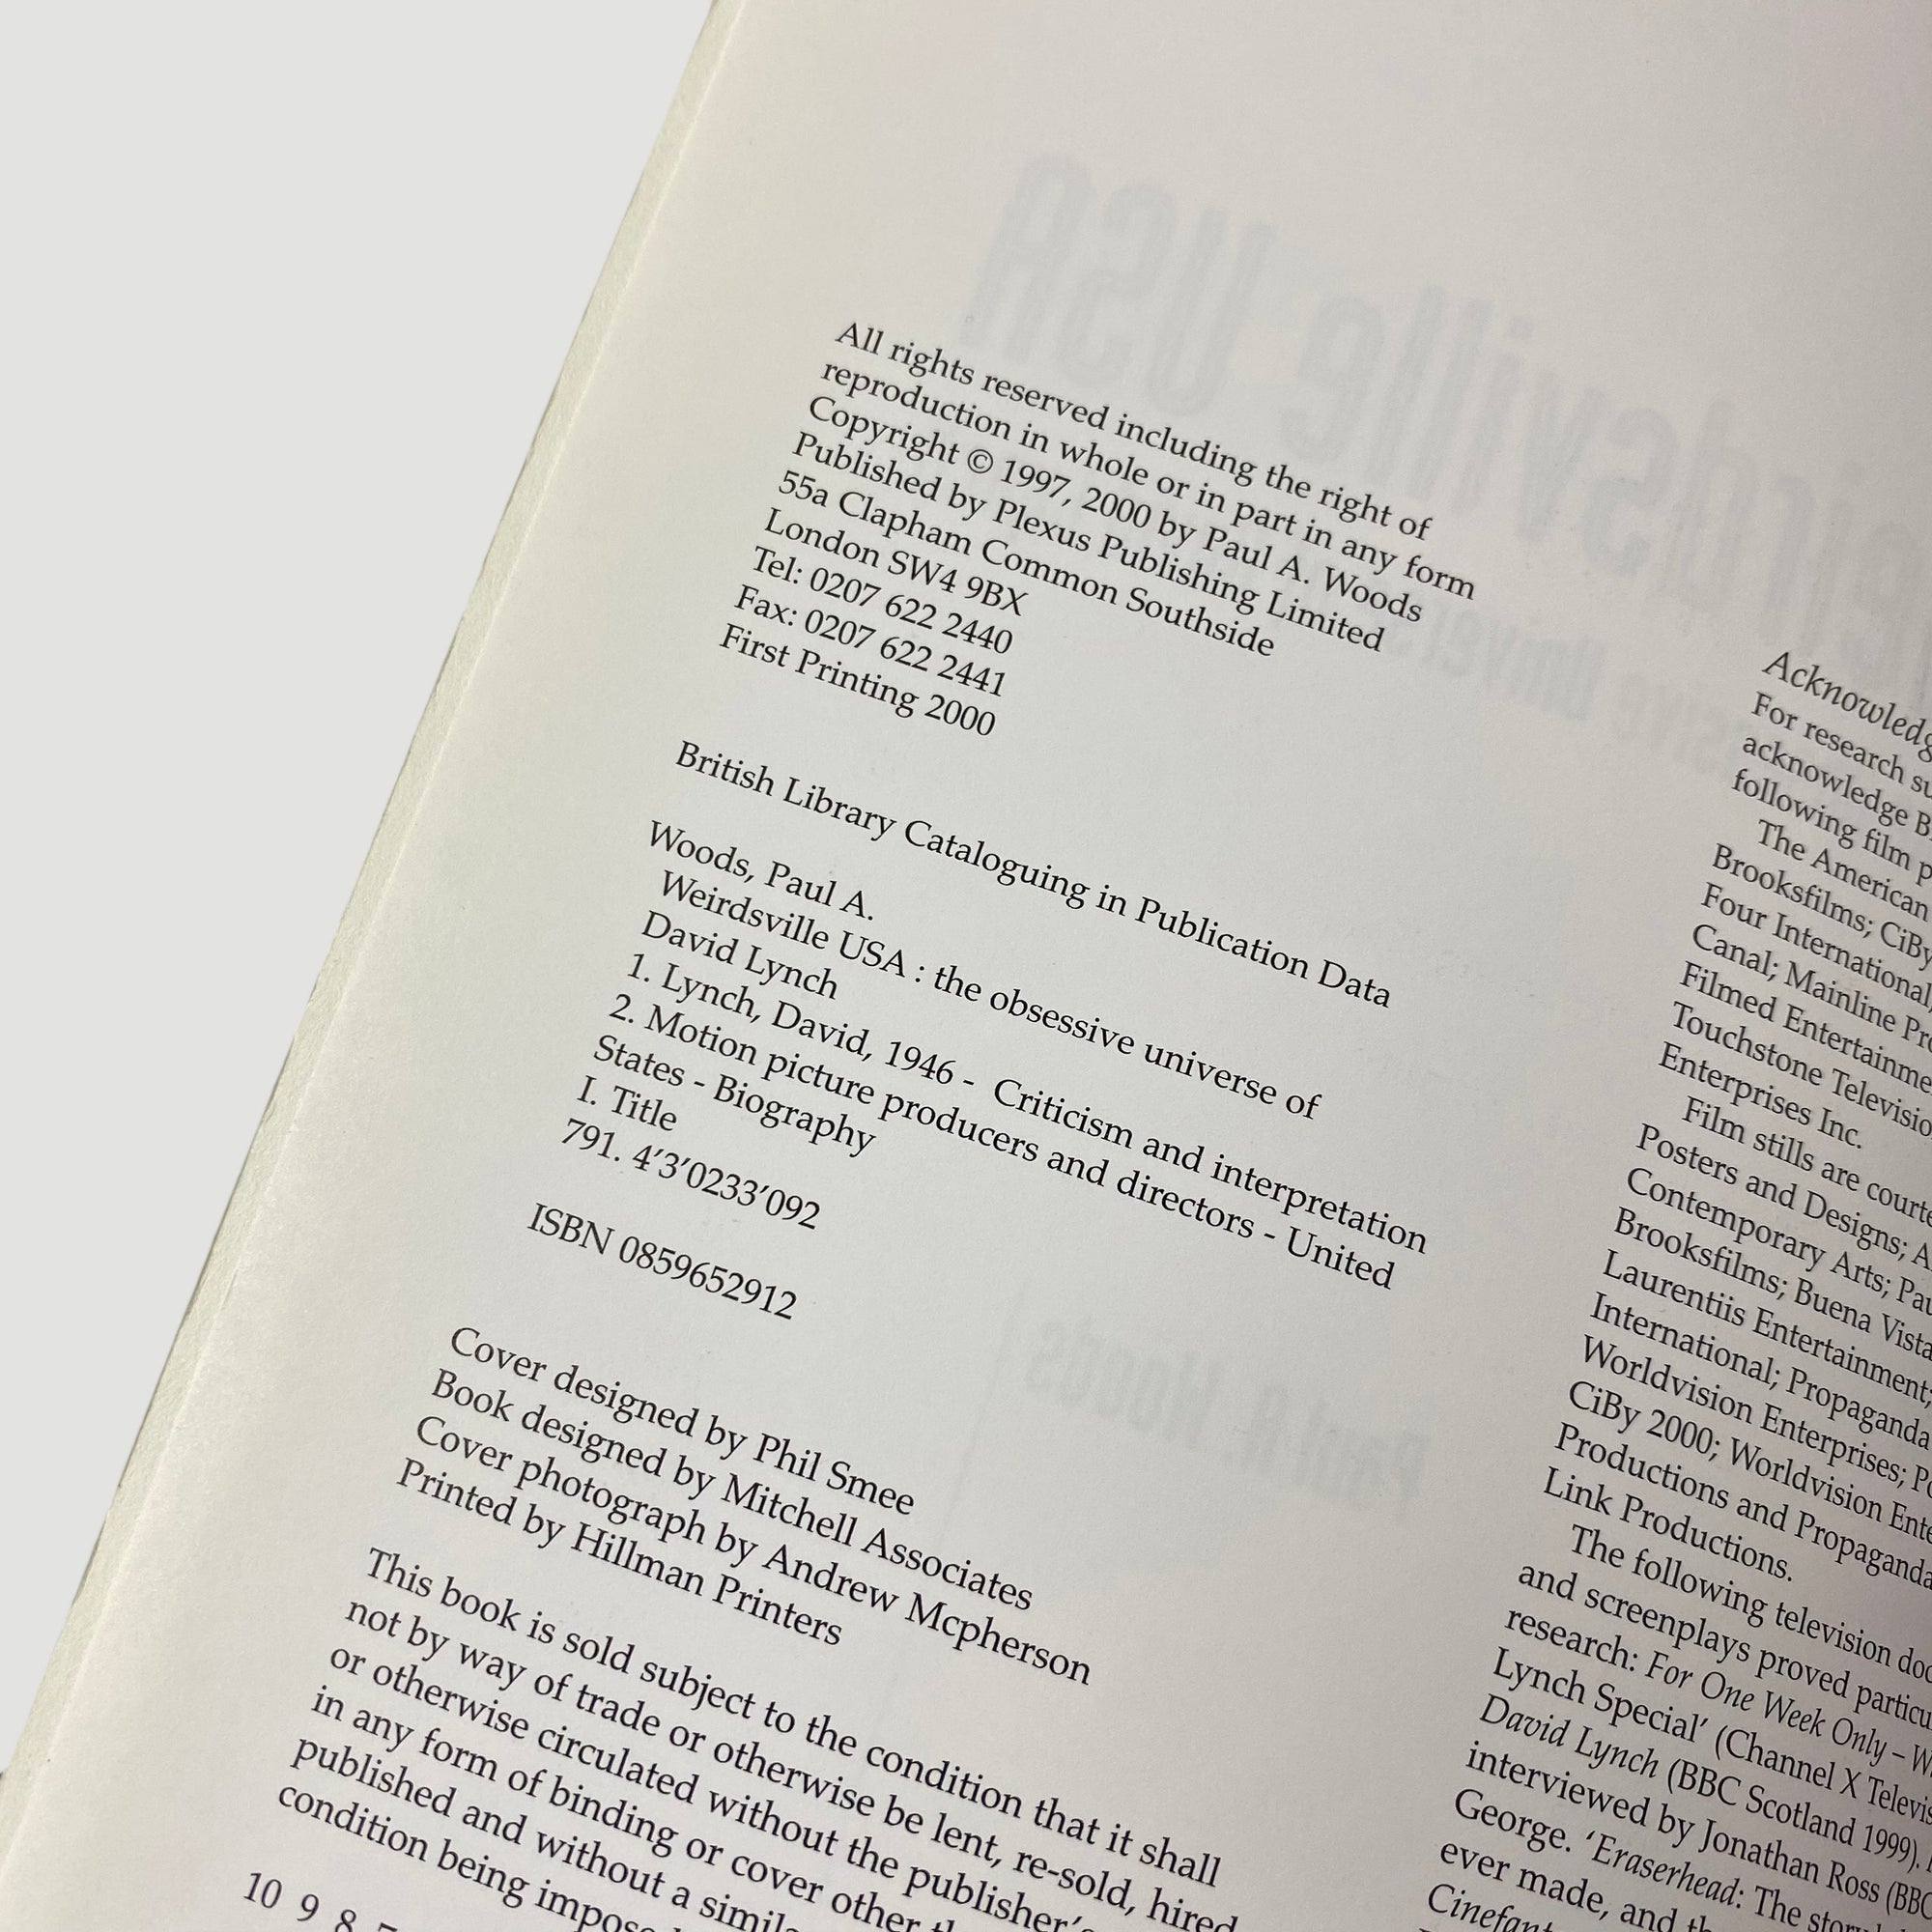 All rights reserved including the right of
reproduction in whole or in part in any form
Copyright © 1997, 2000 by Paul A. Woods
Published by Plexus Publishing Limited
55a Clapham Common Southside
London SW4 9BX
Tel: 0207 622 2440
Fax: 0207 622 2441
First Printing 2000
British Library Cataloguing in Publication Data
Woods, Paul A.
Weirdsville USA : the obsessive universe of
David Lynch
1. Lynch, David, 1946 - Criticism and interpretation
2. Motion picture producers and directors - United
States - Biography
I. Title
791. 4'3'0233'092
ISBN 0859652912
Cover designed by Phil Smee
Book designed by Mitchell Associates
Cover photograph by Andrew Mcpherson
Printed by Hillman Printers
This book is sold subject to the condition that it shall
not by way of trade or otherwise be lent, re-sold, hired
or otherwise circulated without the publisher's
in any form of binding or cover other
published and without a
condition being
10 9 8
For research
acknowledge
following film
The American
Brooksfilms;
Four International;
Canal; Mainline
Filmed
Touchstone
Enterprises Inc.
Film stills are
Posters and Designs;
Contemporary Arts;
Brooksfilms; Buena Vista
Laurentiis Entertainment;
International; Propaganda
Worldvision Enterprises;
CiBy 2000; Worldvision
Productions and Propaganda
Link Productions.
The following television
and screenplays proved
research: For One Week Only –
Lynch Special' (Channel X
David Lynch (BBC Scotland 1999).
interviewed by Jonathan Ross (BBC
George. 'Eraserhead: The story
ever made, and